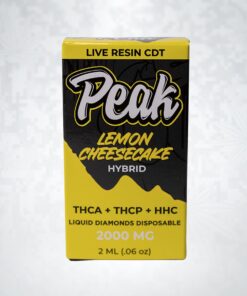 LIVE RESIN CDT
Peak
LEMON
CHEESECAKE
HYBRID
THCA + THCP + HHC
LIQUID DIAMONDS DISPOSABLE
2000 MG
2 ML (.06 oz)